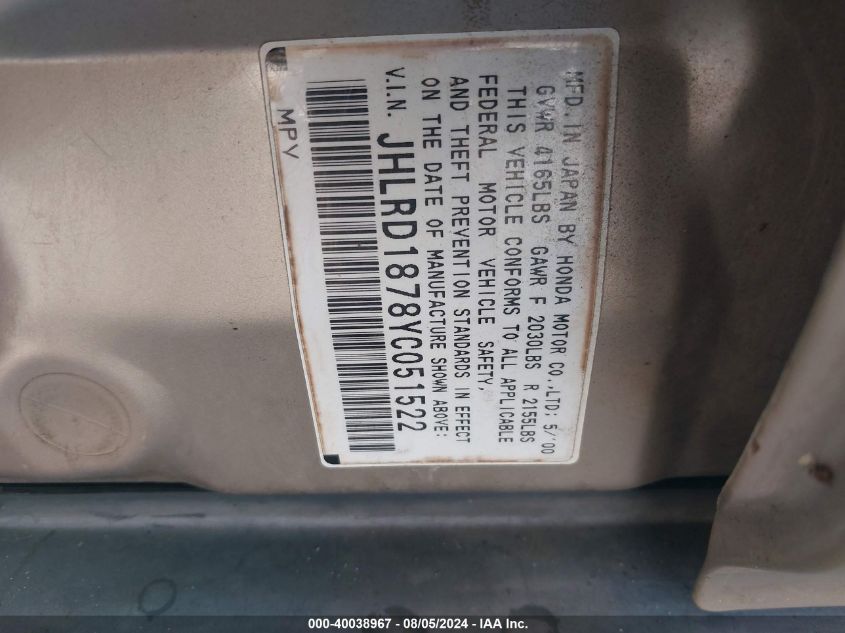 MFD. IN JAPAN BY HONDA MOTOR CO.,LTD; 5/'00
GVWR 4165LBS GAWR F 2030LBS R 2155LBS
THIS VEHICLE CONFORMS TO ALL APPLICABLE
FEDERAL MOTOR VEHICLE SAFETY,
AND THEFT PREVENTION STANDARDS IN EFFECT
ON THE DATE OF MANUFACTURE SHOWN ABOVE:
V.I.N. JHLRD1878YC051522
MPV
000-40038967 - 08/05/2024 - IAA Inc.